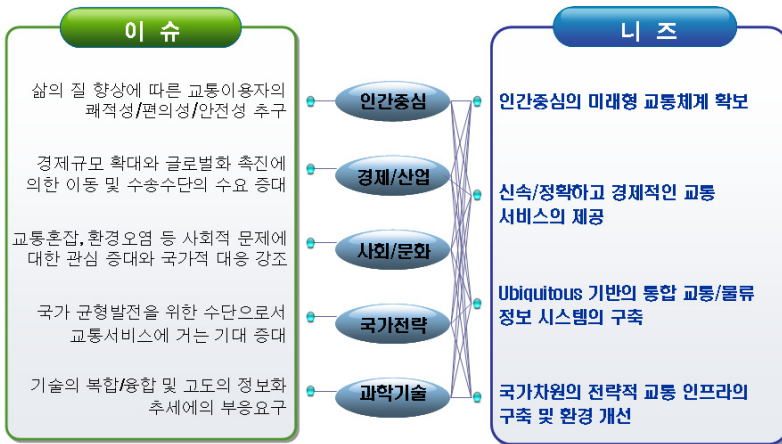 이 슈
삶의 질 향상에 따른 교통이용자의
쾌적성/편의성/안전성 추구
경제규모 확대와 글로벌화 촉진에
의한 이동 및 수송수단의 수요 증대
교통혼잡, 환경오염 등 사회적 문제에
대한 관심 증대와 국가적 대응 강조
국가 균형발전을 위한 수단으로서
교통서비스에 거는 기대 증대
기술의 복합/융합 및 고도의 정보화
추세에의 부응요구
인간중심
경제/산업
사회/문화
국가전략
과학기술
니 즈
인간중심의 미래형 교통체계 확보
신속/정확하고 경제적인 교통
서비스의 제공
Ubiquitous 기반의 통합 교통/물류
정보 시스템의 구축
국가차원의 전략적 교통 인프라의
구축 및 환경 개선